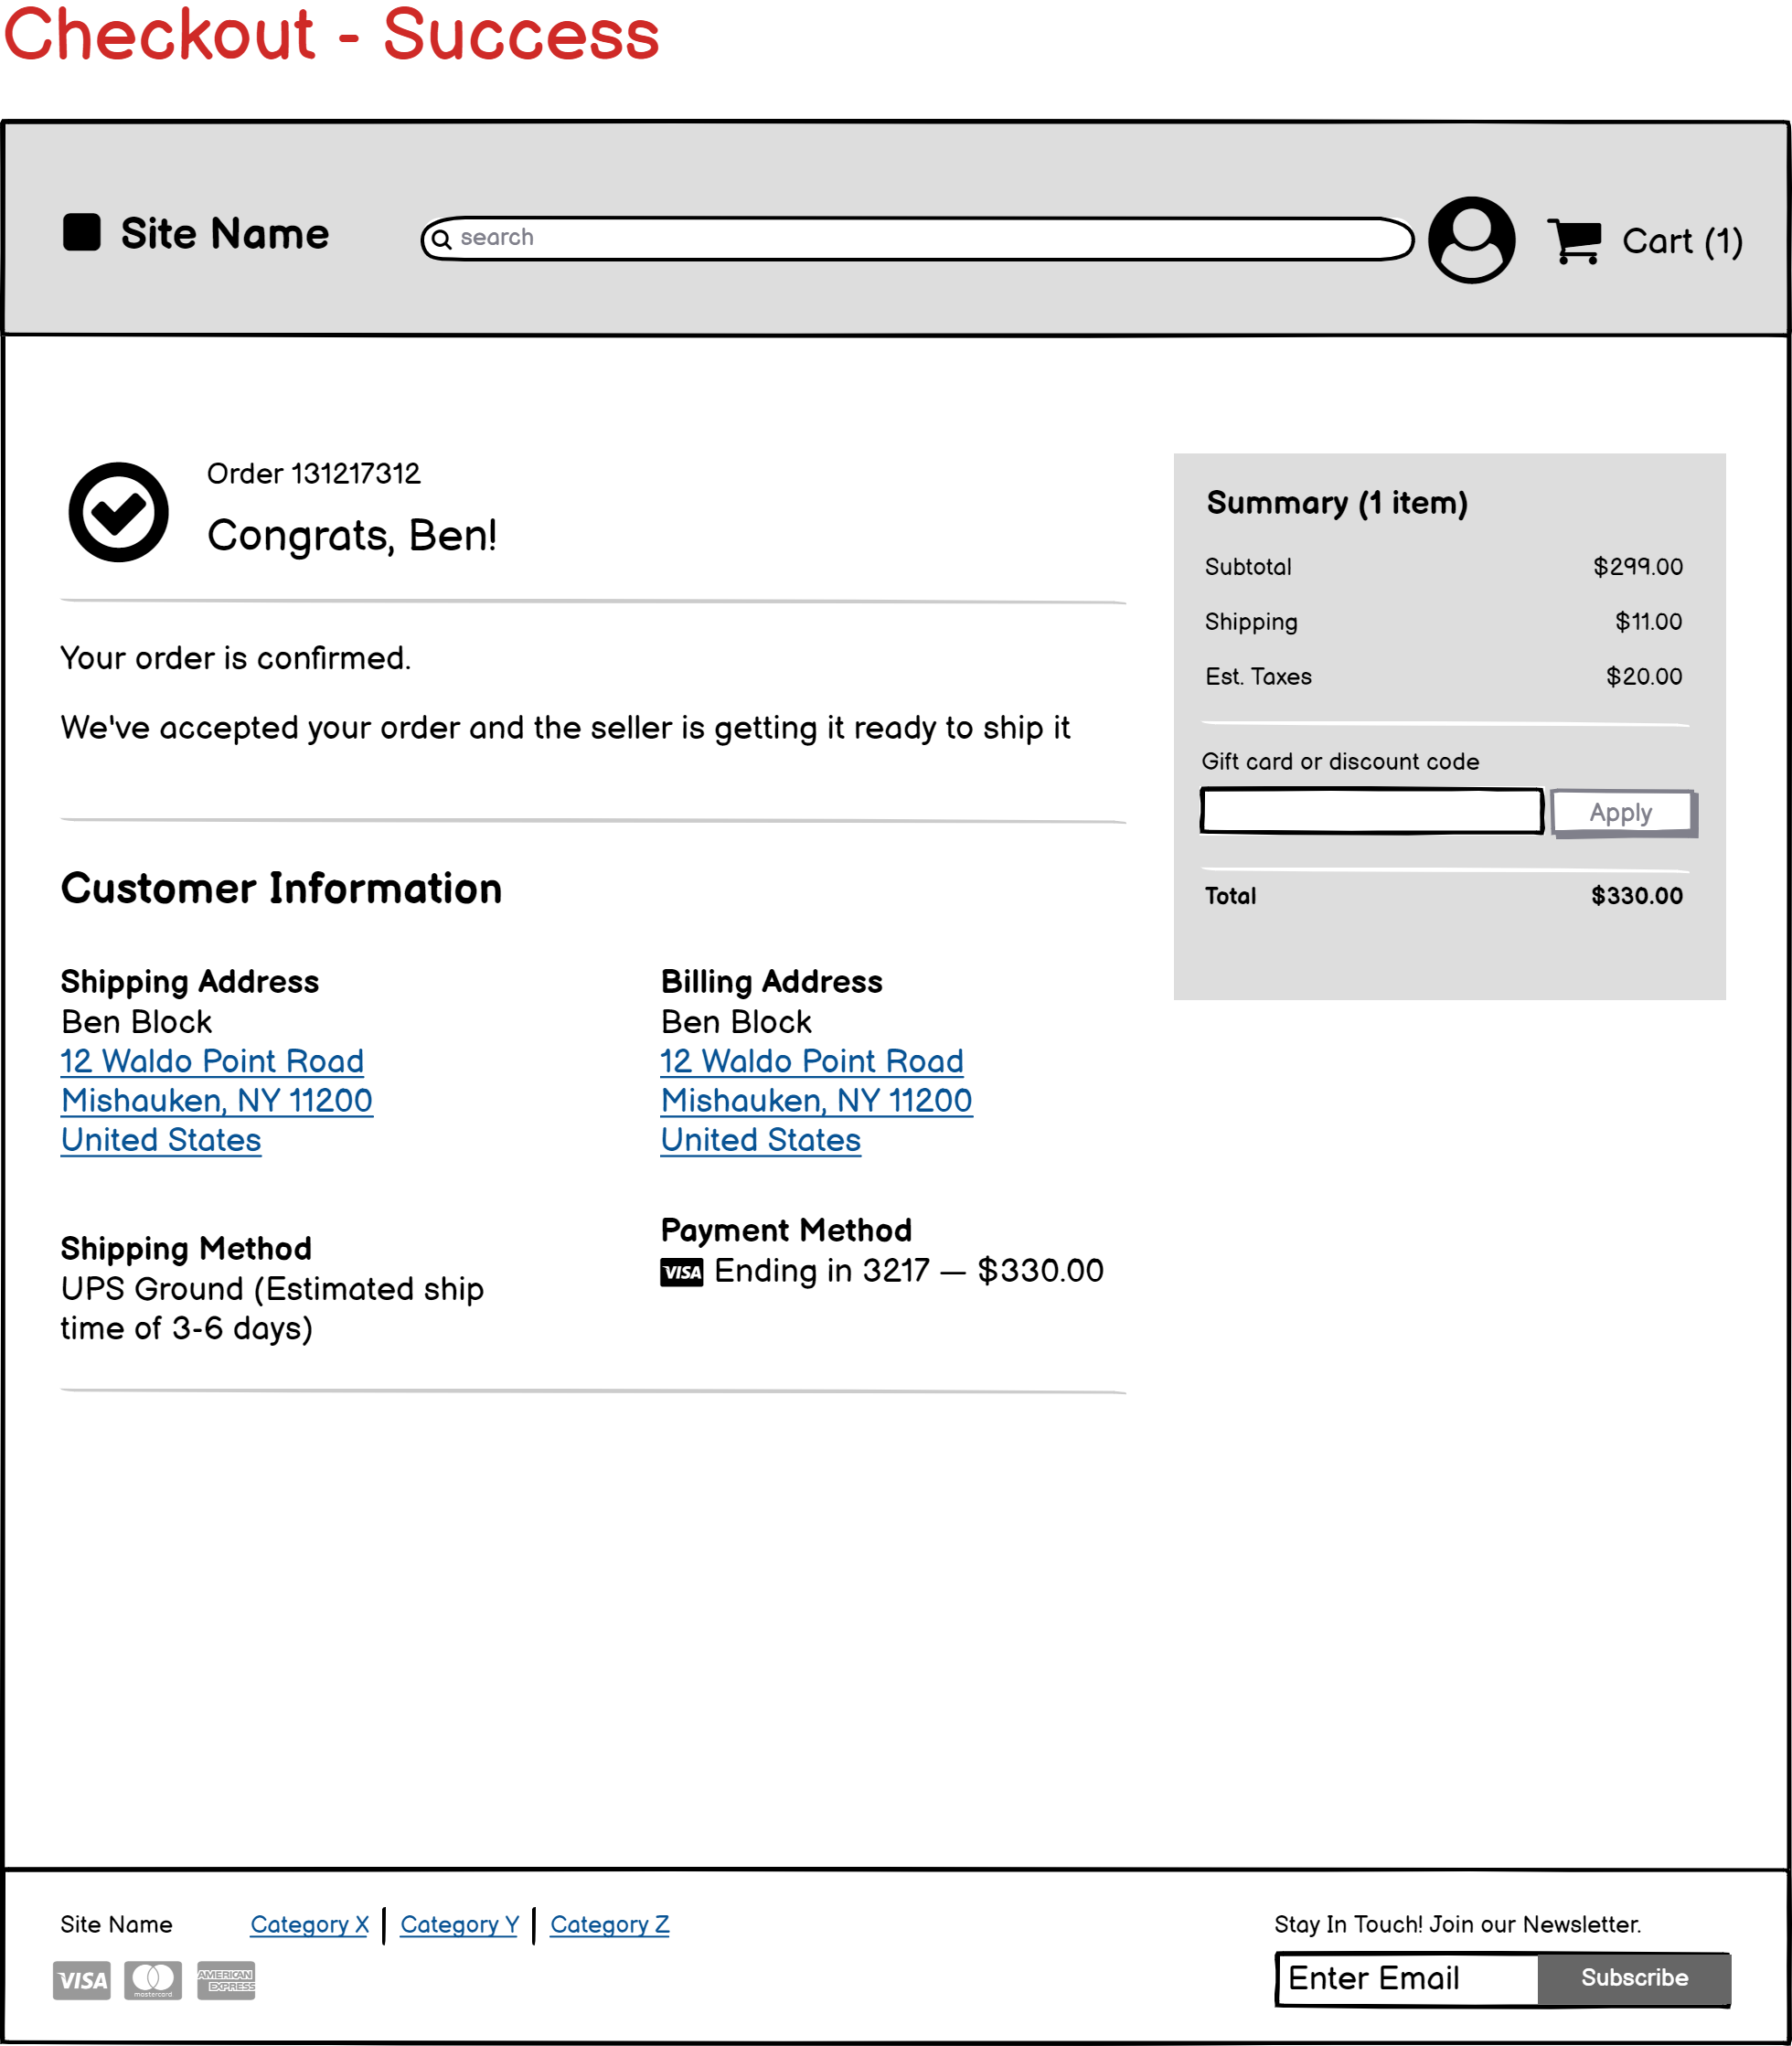 Checkout - Success
Site Name
search
Cart (1)
Order 131217312
Congrats, Ben!
Your order is confirmed.
We've accepted your order and the seller is getting it ready to ship it
Summary (1 item)
Subtotal $299.00
Shipping $11.00
Est. Taxes $20.00
Gift card or discount code
Apply
Total $330.00
Customer Information
Shipping Address
Ben Block
12 Waldo Point Road
Mishauken, NY 11200
United States
Billing Address
Ben Block
12 Waldo Point Road
Mishauken, NY 11200
United States
Shipping Method
UPS Ground (Estimated ship
time of 3-6 days)
Payment Method
VISA Ending in 3217 — $330.00
Site Name Category X Category Y Category Z
VISA mastercard AMERICAN EXPRESS
Stay In Touch! Join our Newsletter.
Enter Email Subscribe